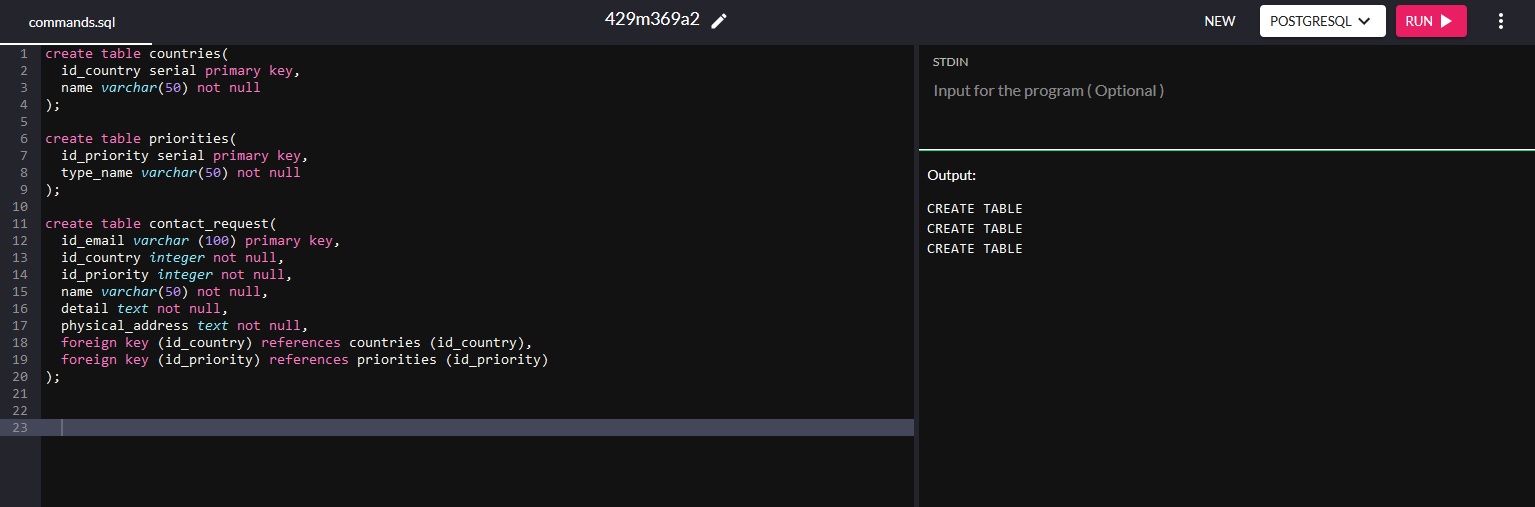 commands.sql
429m369a2
NEW
POSTGRESQL
RUN
1 create table countries(
2   id_country serial primary key,
3   name varchar(50) not null
4 );
5
6 create table priorities(
7   id_priority serial primary key,
8   type_name varchar(50) not null
9 );
10
11 create table contact_request(
12   id_email varchar (100) primary key,
13   id_country integer not null,
14   id_priority integer not null,
15   name varchar(50) not null,
16   detail text not null,
17   physical_address text not null,
18   foreign key (id_country) references countries (id_country),
19   foreign key (id_priority) references priorities (id_priority)
20 );
21
22
23
STDIN
Input for the program ( Optional )
Output:
CREATE TABLE
CREATE TABLE
CREATE TABLE